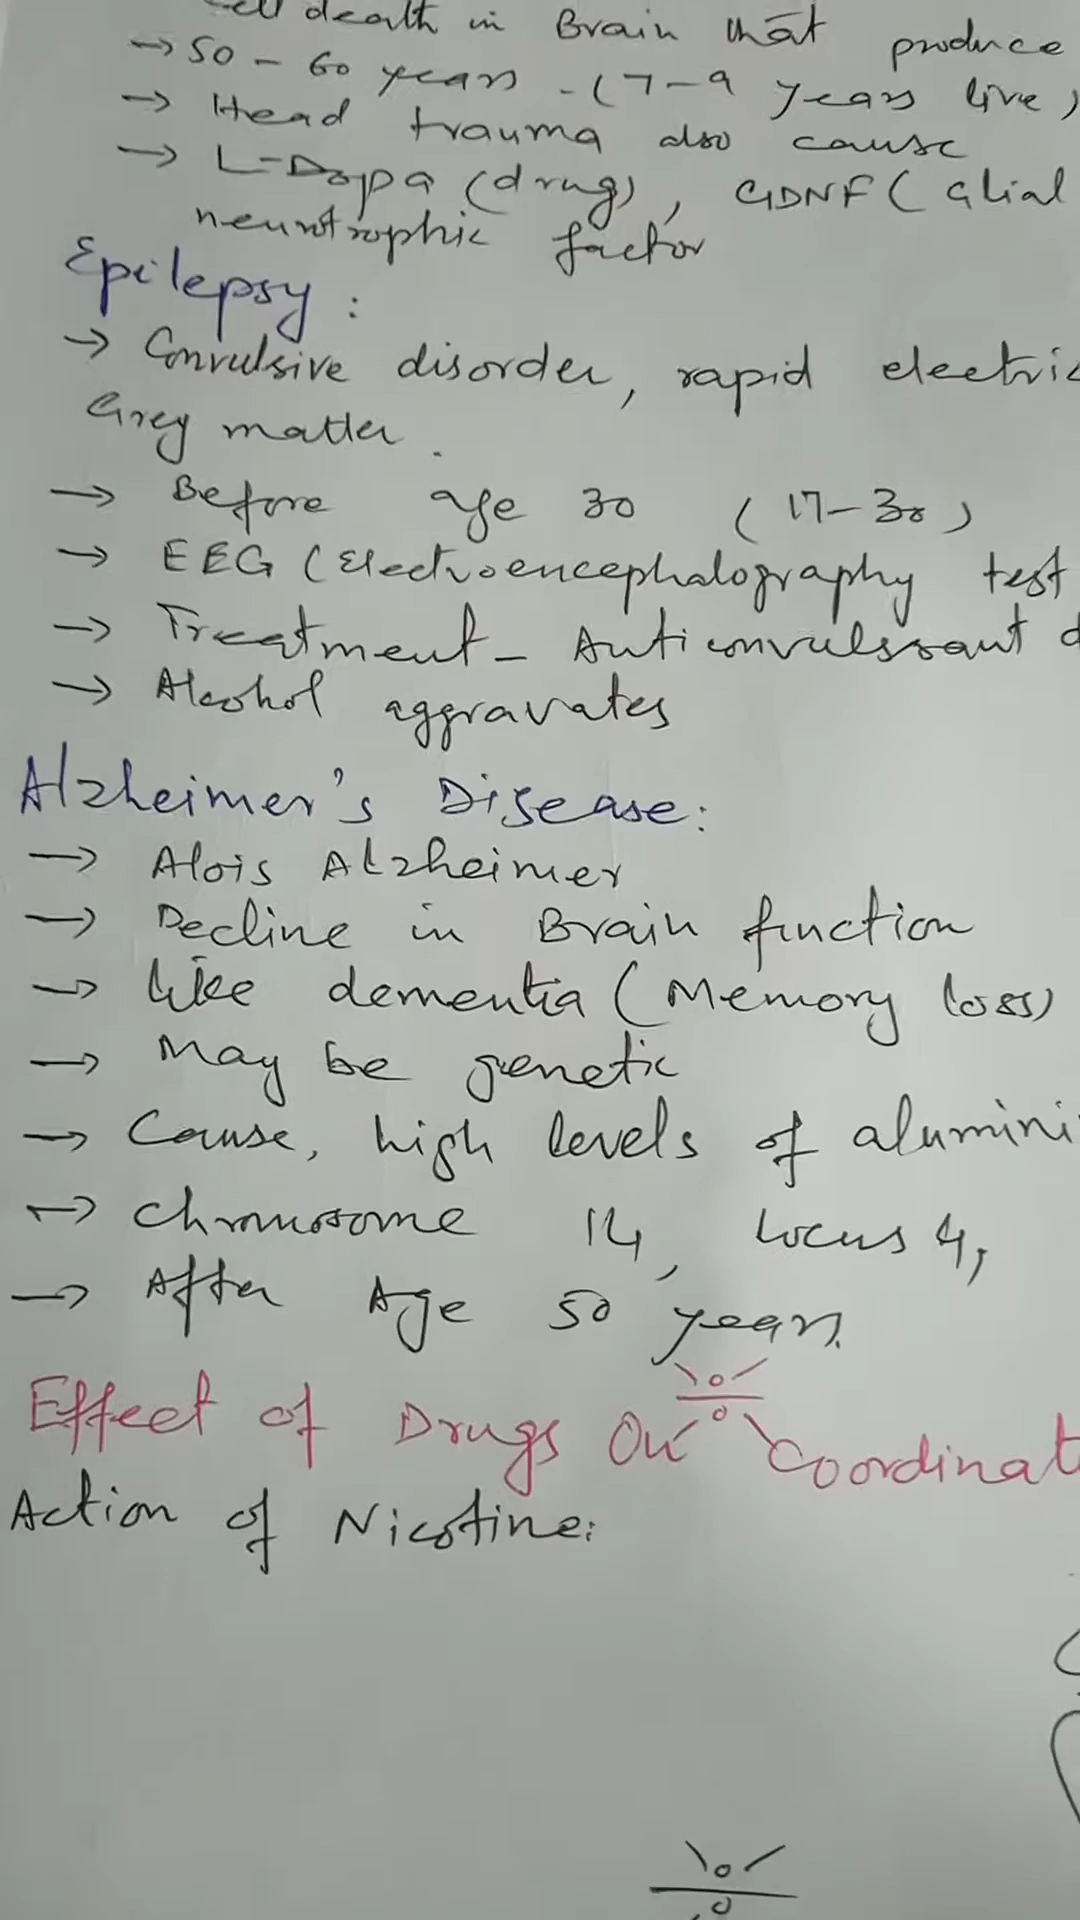 death in Brain that produce
→ 50 - 60 years - (7-9 years live)
→ Head trauma also cause
→ L-Dopa (drug), GDNF (Glial
neurotrophic factor
Epilepsy:
→ Convulsive disorder, rapid electric
Grey matter.
→ Before age 30 (17-30)
→ EEG (Electroencephalography test
→ Treatment - Anticonvulssant d
→ Alcohol aggravates
Alzheimer's Disease:
→ Alois Alzheimer
→ Decline in Brain function
→ like dementia (Memory loss)
→ May be genetic
→ Cause, high levels of alumini
→ Chromosome 14, Locus 4,
→ After Age 50 years.
Effect of Drugs On Coordinat
Action of Nicotine: